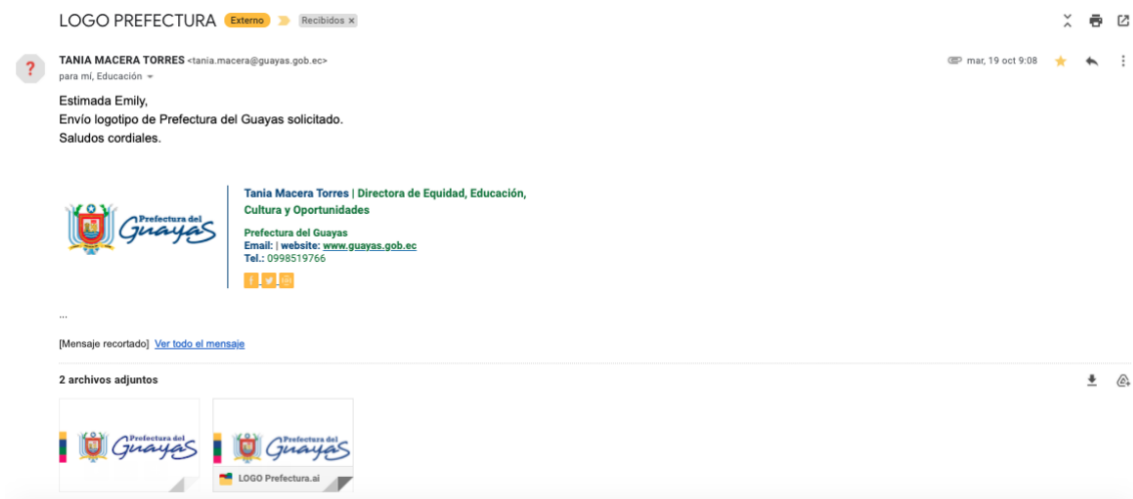 LOGO PREFECTURA Externo Recibidos x
TANIA MACERA TORRES <tania.macera@guayas.gob.ec> mar, 19 oct 9:08
para mí, Educación
Estimada Emily,
Envío logotipo de Prefectura del Guayas solicitado.
Saludos cordiales.
Prefectura del
Guayas
Tania Macera Torres | Directora de Equidad, Educación,
Cultura y Oportunidades
Prefectura del Guayas
Email: | website: www.guayas.gob.ec
Tel.: 0998519766
...
[Mensaje recortado] Ver todo el mensaje
2 archivos adjuntos
Prefectura del
Guayas
Prefectura del
Guayas
LOGO Prefectura.ai